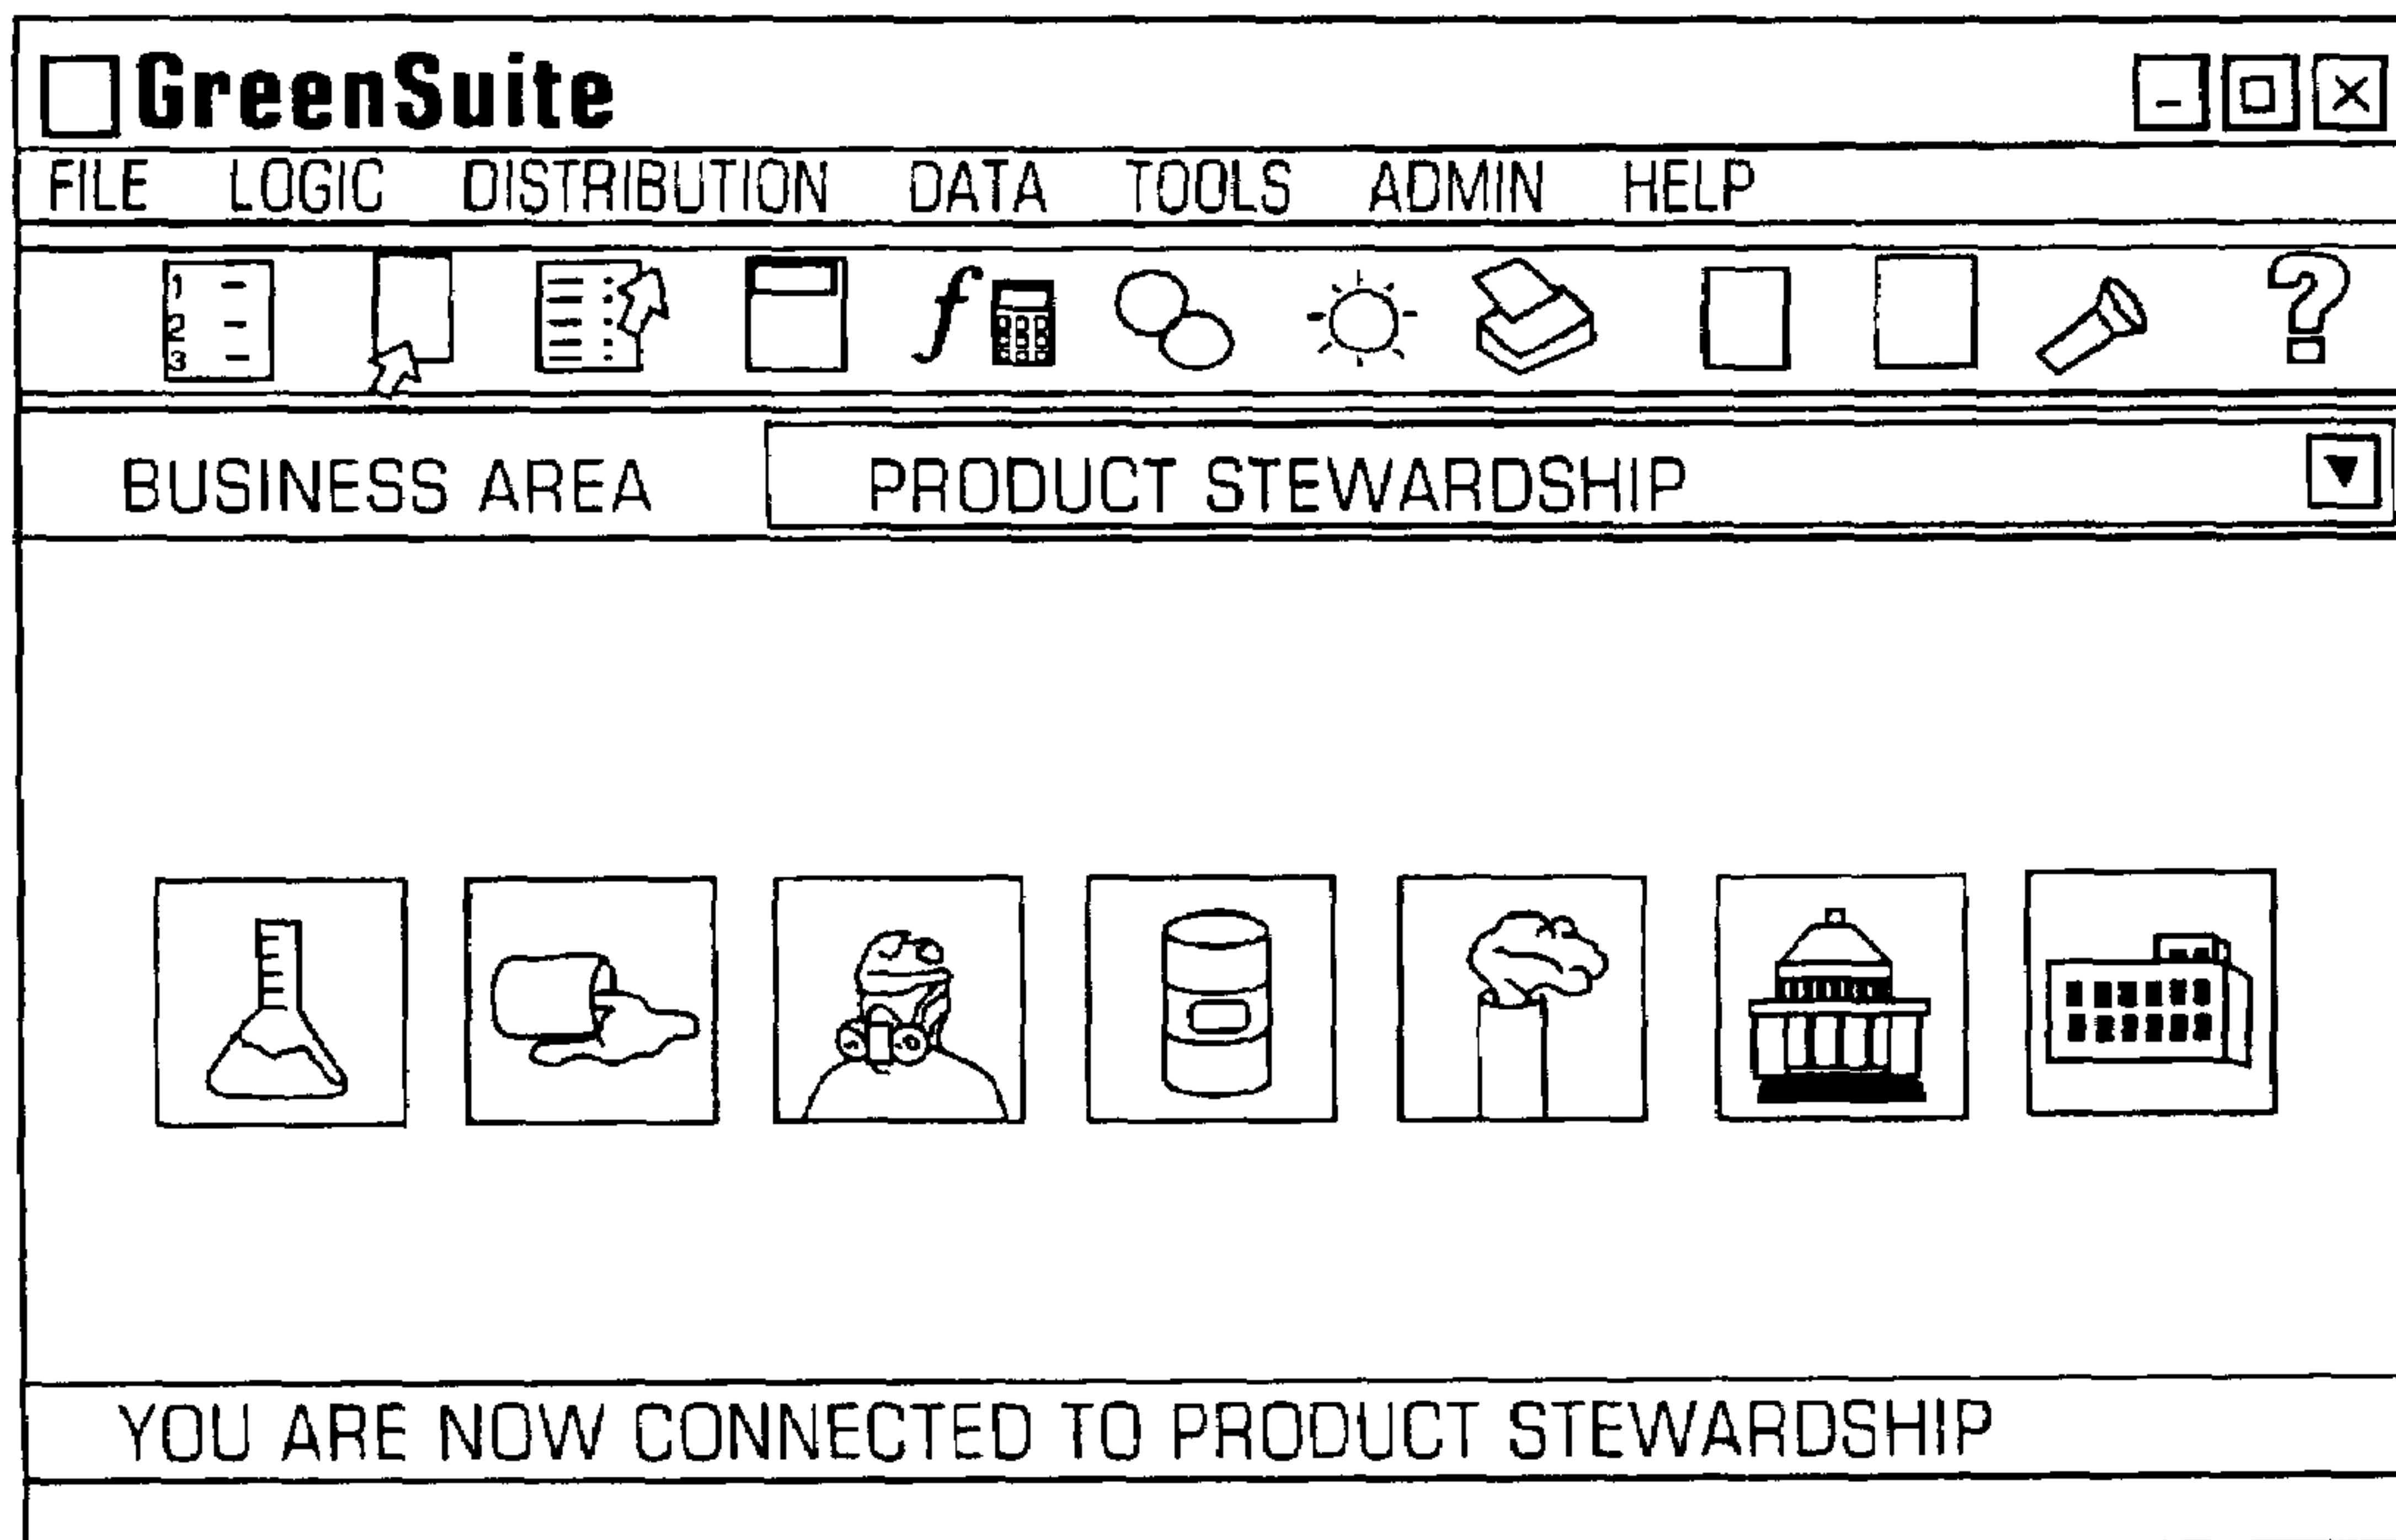 GreenSuite
FILE LOGIC DISTRIBUTION DATA TOOLS ADMIN HELP
1
2
3
f
?
BUSINESS AREA PRODUCT STEWARDSHIP
YOU ARE NOW CONNECTED TO PRODUCT STEWARDSHIP